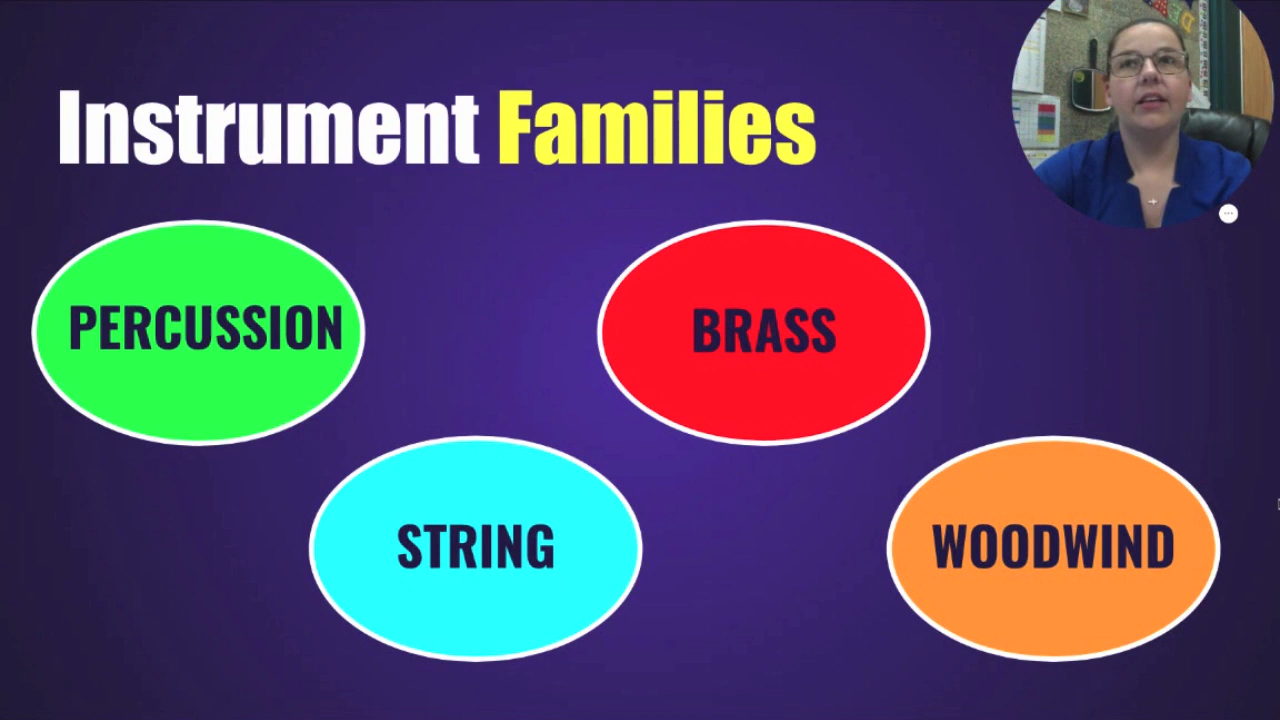 Instrument Families
PERCUSSION
BRASS
STRING
WOODWIND